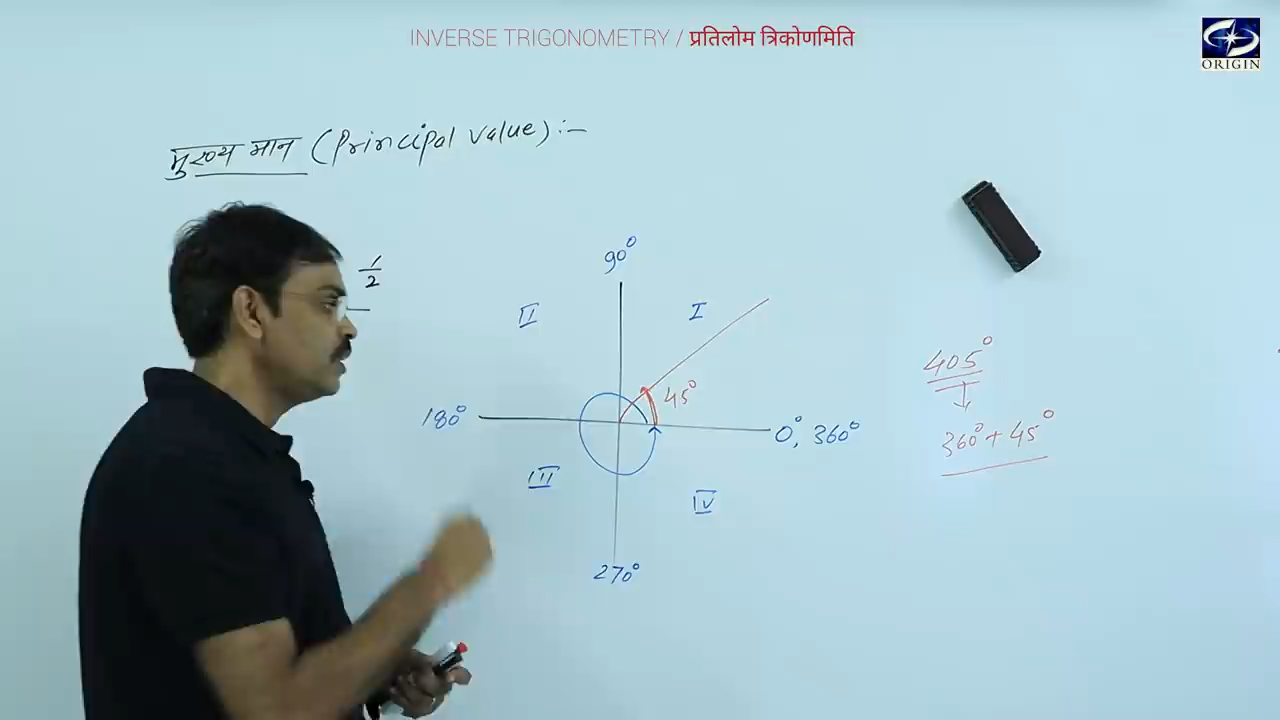 INVERSE TRIGONOMETRY / प्रतिलोम त्रिकोणमिति
ORIGIN
मुख्य मान (Principal value):-
1/2
90°
II
I
45°
180°
0°, 360°
III
IV
270°
405°
360° + 45°